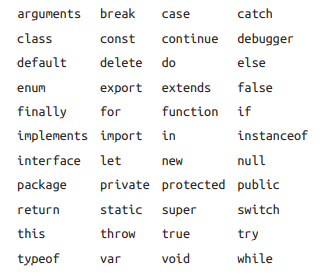 arguments break case catch
class const continue debugger
default delete do else
enum export extends false
finally for function if
implements import in instanceof
interface let new null
package private protected public
return static super switch
this throw true try
typeof var void while